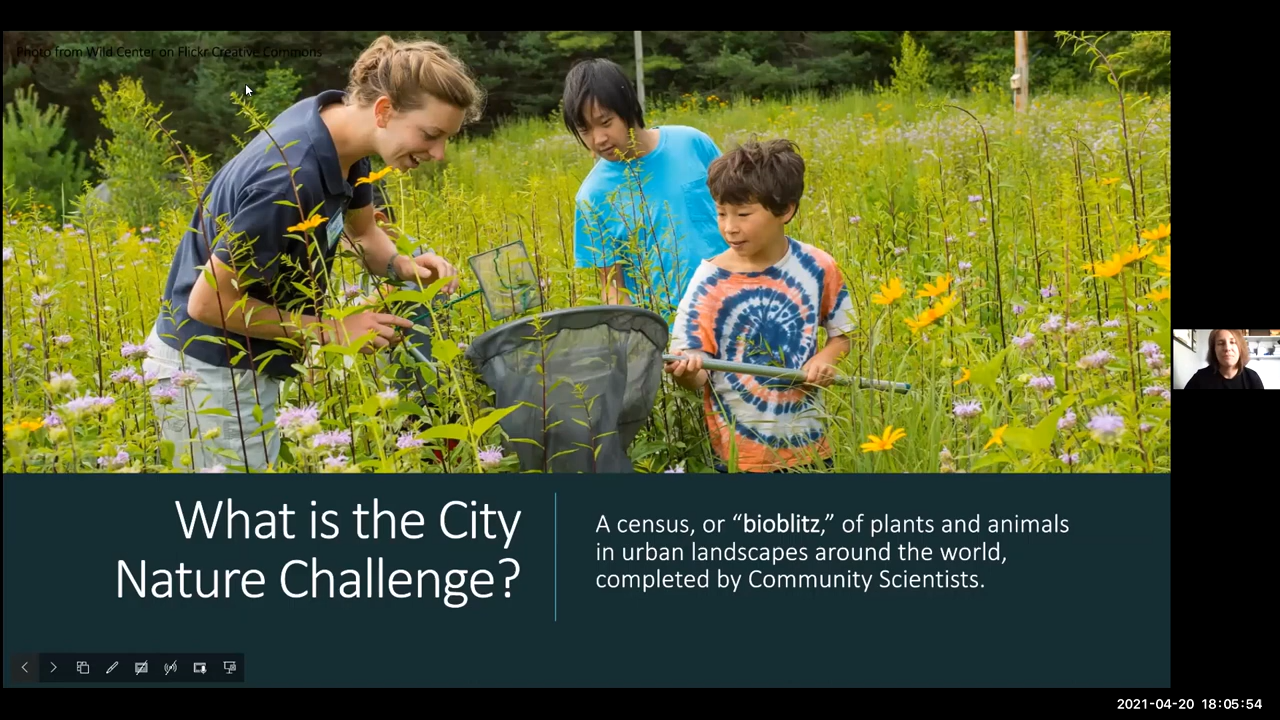 Photo from Wild Center on Flickr Creative Commons
What is the City
Nature Challenge?
A census, or “bioblitz,” of plants and animals
in urban landscapes around the world,
completed by Community Scientists.
2021-04-20 18:05:54